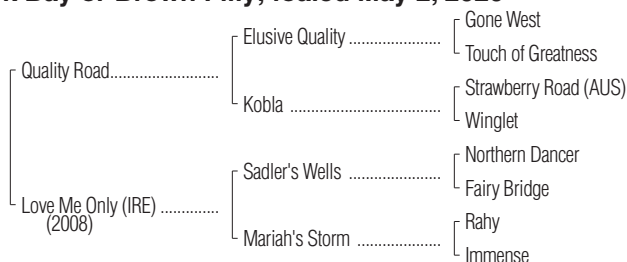 Bay or Brown Filly; foaled May 2, 2020
Gone West
Elusive Quality ......................
Touch of Greatness
Quality Road..........................
Strawberry Road (AUS)
Kobla ....................................
Winglet
Northern Dancer
Sadler's Wells ......................
Fairy Bridge
Love Me Only (IRE) ..............
(2008)
Rahy
Mariah's Storm ....................
Immense